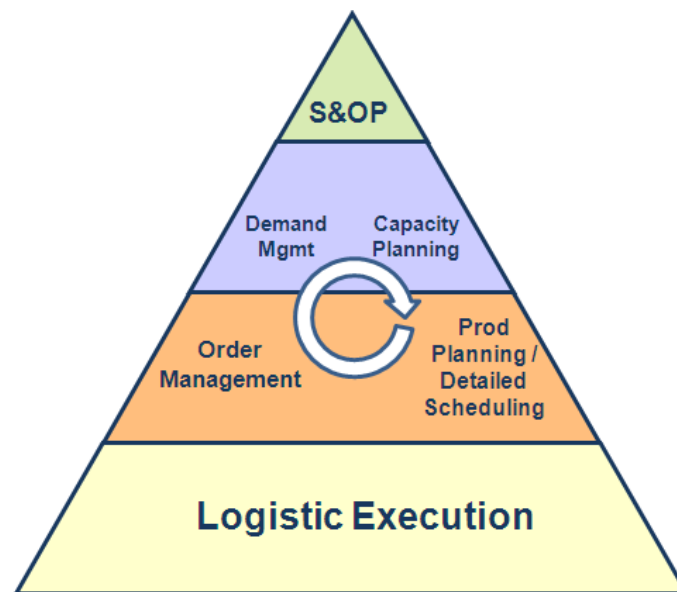 S&OP
Demand
Mgmt
Capacity
Planning
Order
Management
Prod
Planning /
Detailed
Scheduling
Logistic Execution